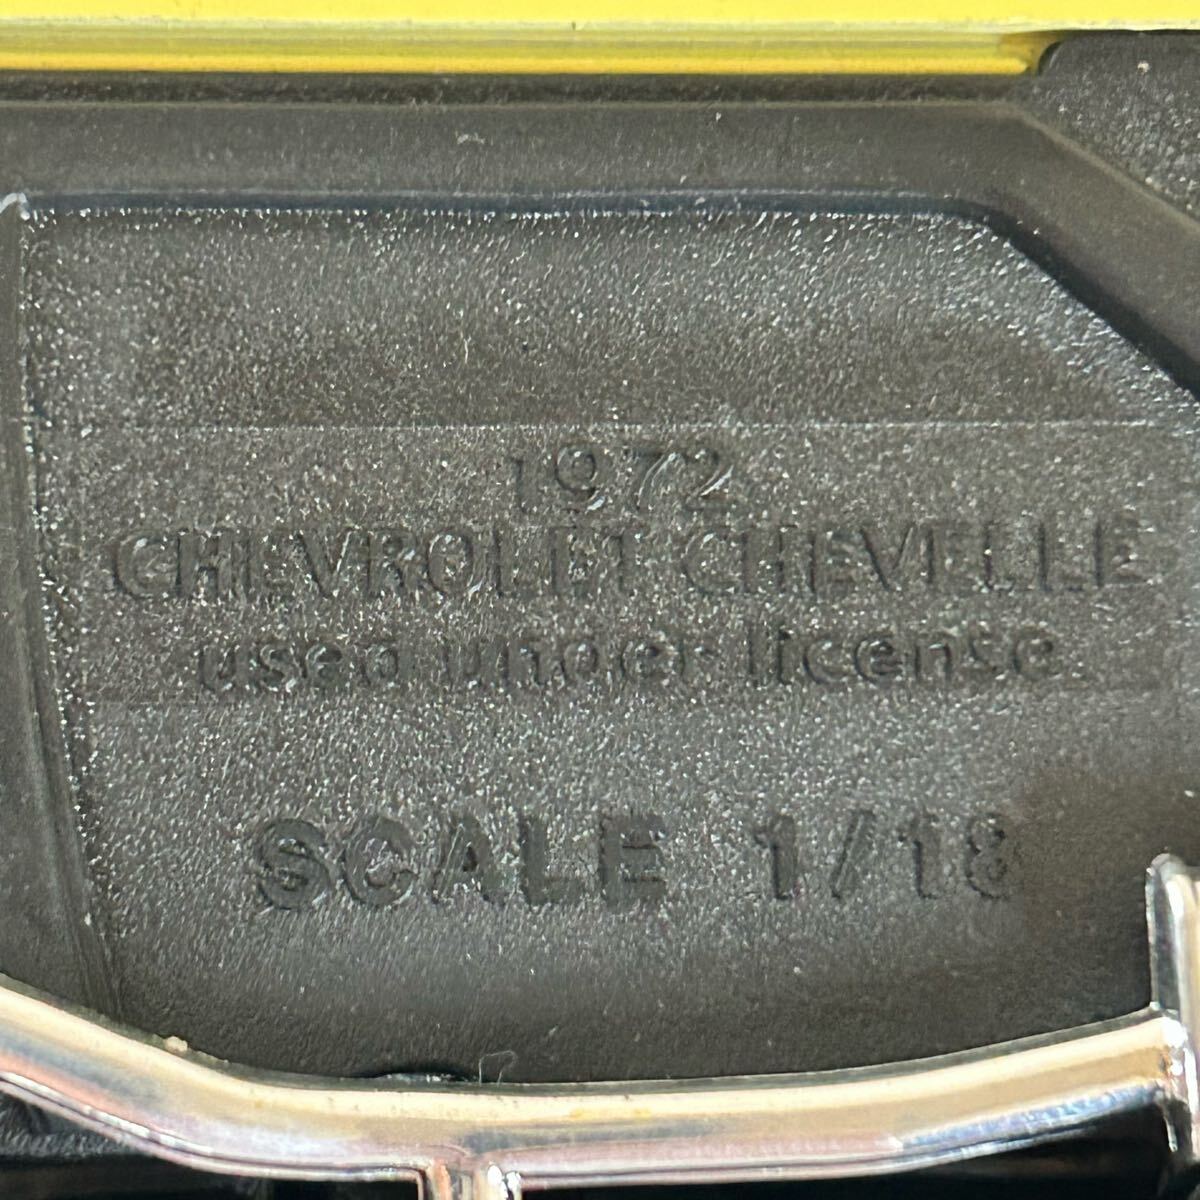 1972
CHEVROLET CHEVELLE
used under license
SCALE 1/18